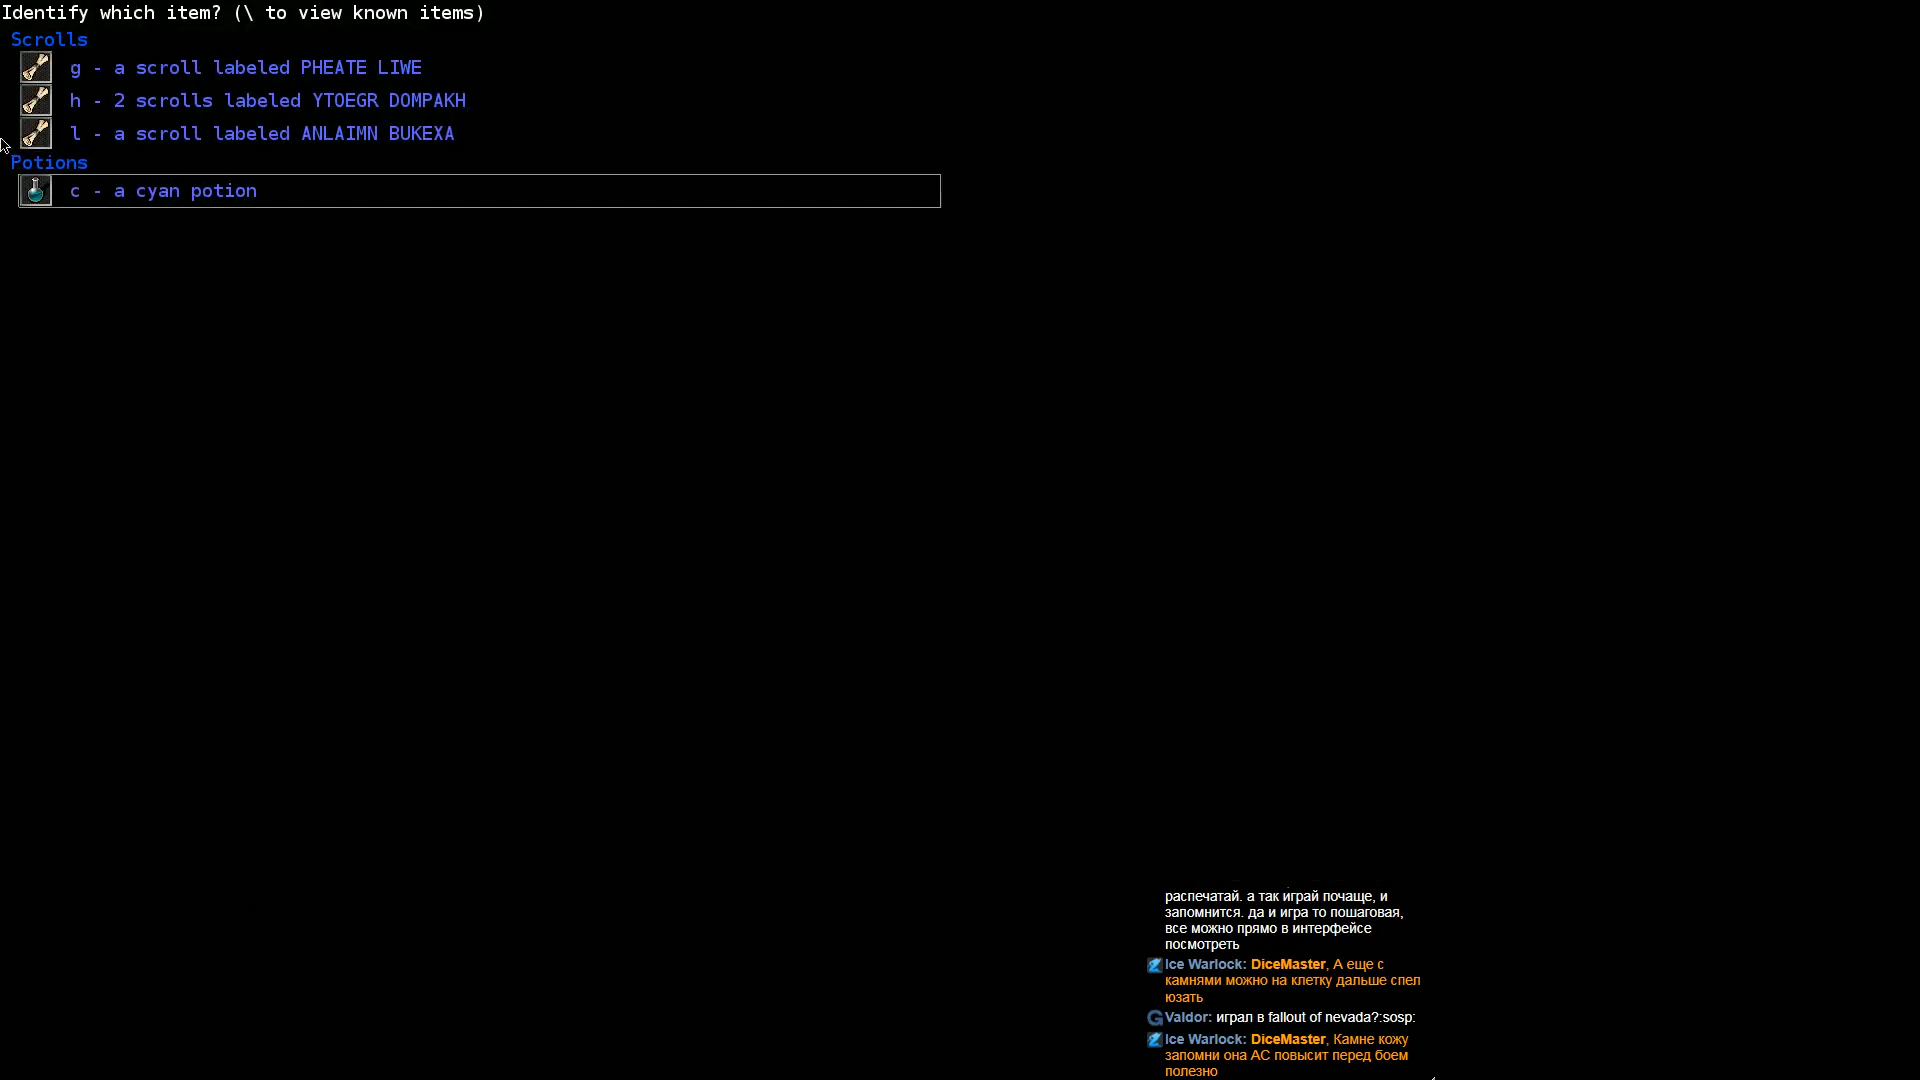 Identify which item? (\ to view known items)
Scrolls
g - a scroll labeled PHEATE LIWE
h - 2 scrolls labeled YTOEGR DOMPAKH
l - a scroll labeled ANLAIMN BUKEXA
Potions
c - a cyan potion
распечатай. а так играй почаще, и
запомнится. да и игра то пошаговая,
все можно прямо в интерфейсе
посмотреть
Ice Warlock: DiceMaster, А еще с
камнями можно на клетку дальше спел
юзать
Valdor: играл в fallout of nevada?:sosp:
Ice Warlock: DiceMaster, Камне кожу
запомни она АС повысит перед боем
полезно